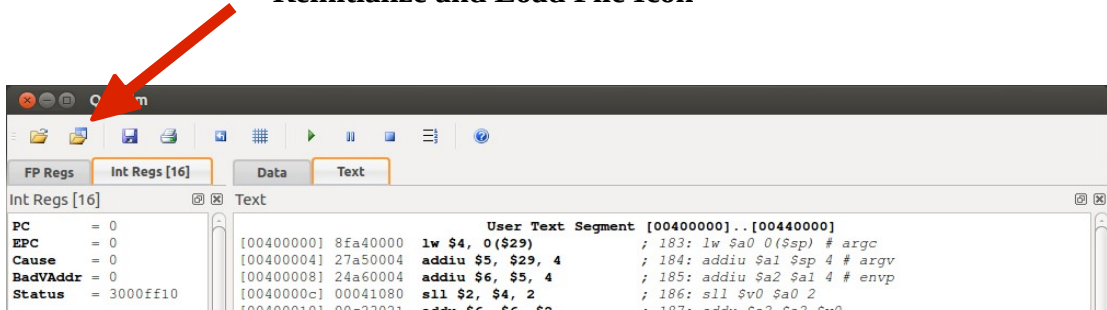 Reinitialize and Load File Icon
FP Regs Int Regs [16] Data Text
Int Regs [16] Text
PC = 0
EPC = 0
Cause = 0
BadVAddr = 0
Status = 3000ff10
User Text Segment [00400000]..[00440000]
[00400000] 8fa40000 lw $4, 0($29) ; 183: lw $a0 0($sp) # argc
[00400004] 27a50004 addiu $5, $29, 4 ; 184: addiu $a1 $sp 4 # argv
[00400008] 24a60004 addiu $6, $5, 4 ; 185: addiu $a2 $a1 4 # envp
[0040000c] 00041080 sll $2, $4, 2 ; 186: sll $v0 $a0 2